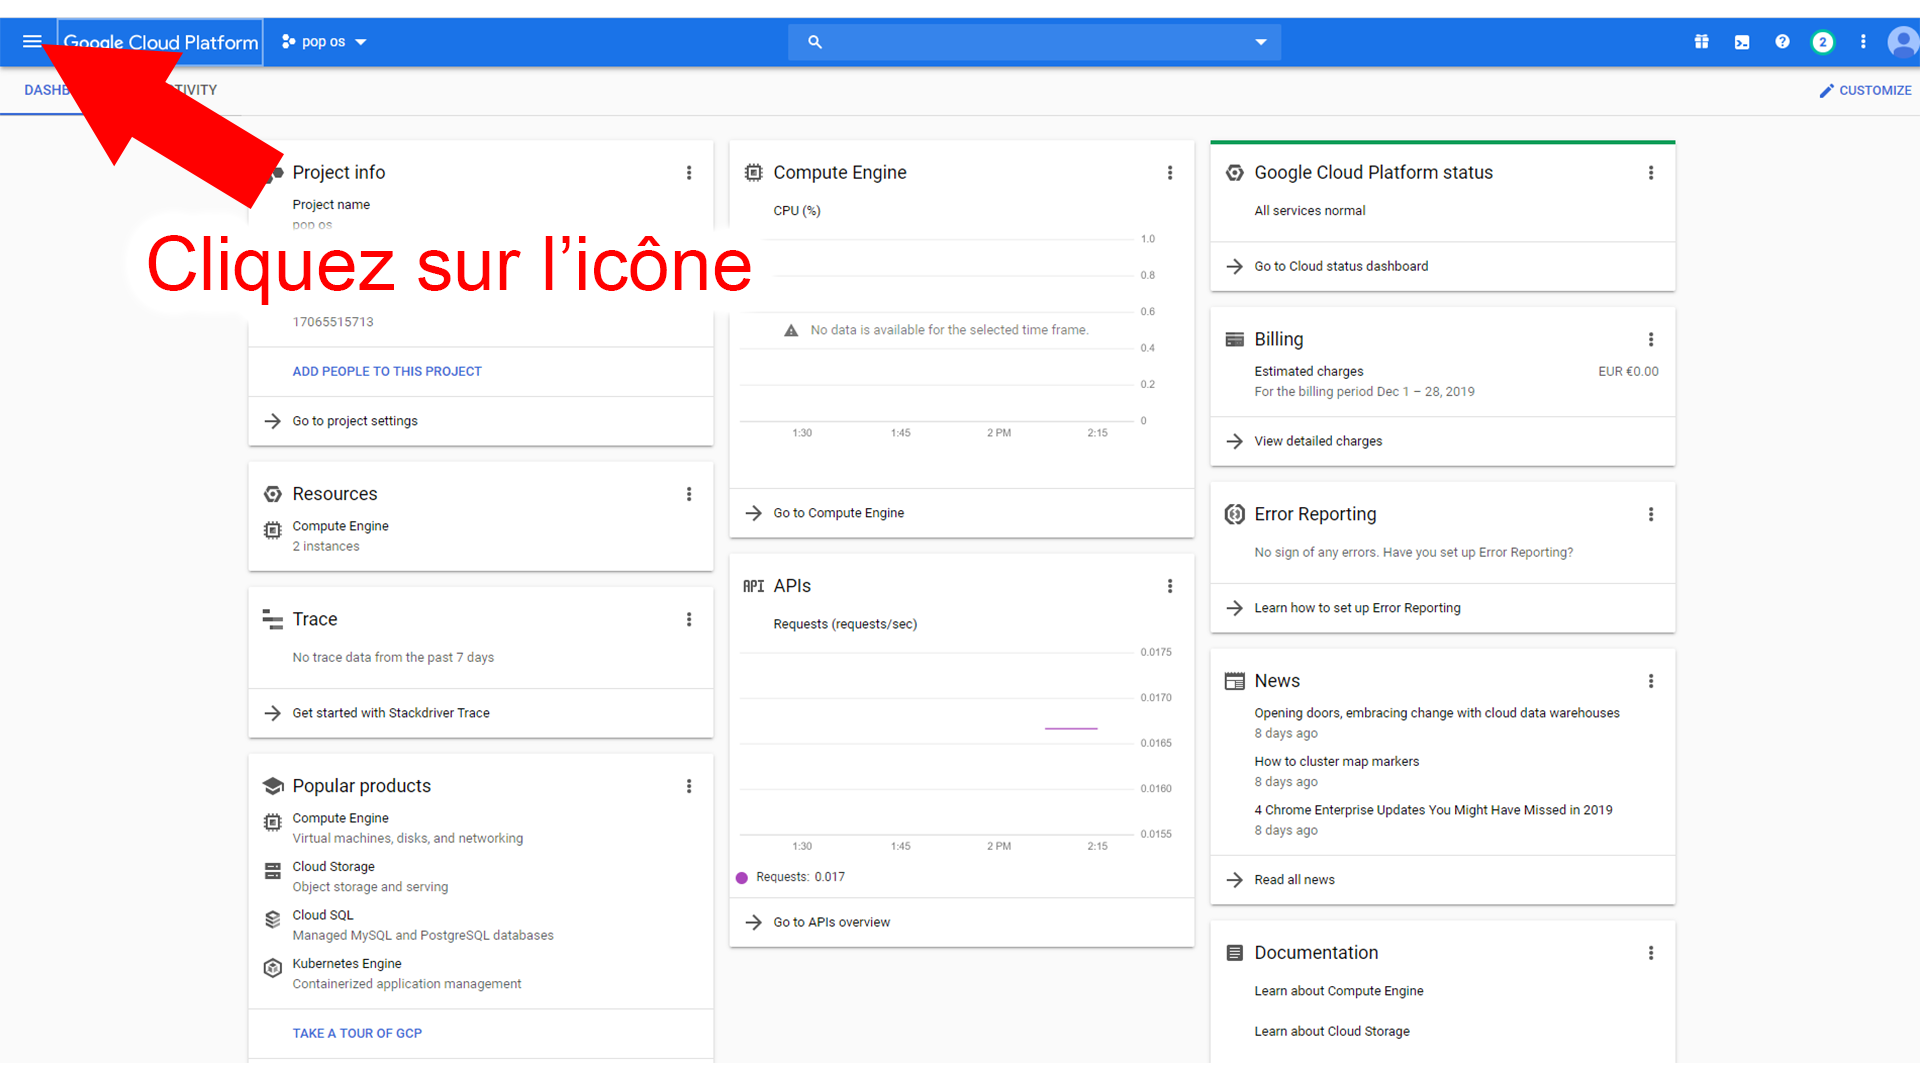 Google Cloud Platform
pop os
2
CUSTOMIZE
Project info
Project name
pop os
Cliquez sur l’icône
17065515713
ADD PEOPLE TO THIS PROJECT
Go to project settings
Resources
Compute Engine
2 instances
Trace
No trace data from the past 7 days
Get started with Stackdriver Trace
Popular products
Compute Engine
Virtual machines, disks, and networking
Cloud Storage
Object storage and serving
Cloud SQL
Managed MySQL and PostgreSQL databases
Kubernetes Engine
Containerized application management
TAKE A TOUR OF GCP
Compute Engine
CPU (%)
1.0
0.8
0.6
No data is available for the selected time frame.
0.4
0.2
0
1:30 1:45 2 PM 2:15
Go to Compute Engine
API APIs
Requests (requests/sec)
0.0175
0.0170
0.0165
0.0160
0.0155
1:30 1:45 2 PM 2:15
Requests: 0.017
Go to APIs overview
Google Cloud Platform status
All services normal
Go to Cloud status dashboard
Billing
Estimated charges EUR €0.00
For the billing period Dec 1 – 28, 2019
View detailed charges
Error Reporting
No sign of any errors. Have you set up Error Reporting?
Learn how to set up Error Reporting
News
Opening doors, embracing change with cloud data warehouses
8 days ago
How to cluster map markers
8 days ago
4 Chrome Enterprise Updates You Might Have Missed in 2019
8 days ago
Read all news
Documentation
Learn about Compute Engine
Learn about Cloud Storage